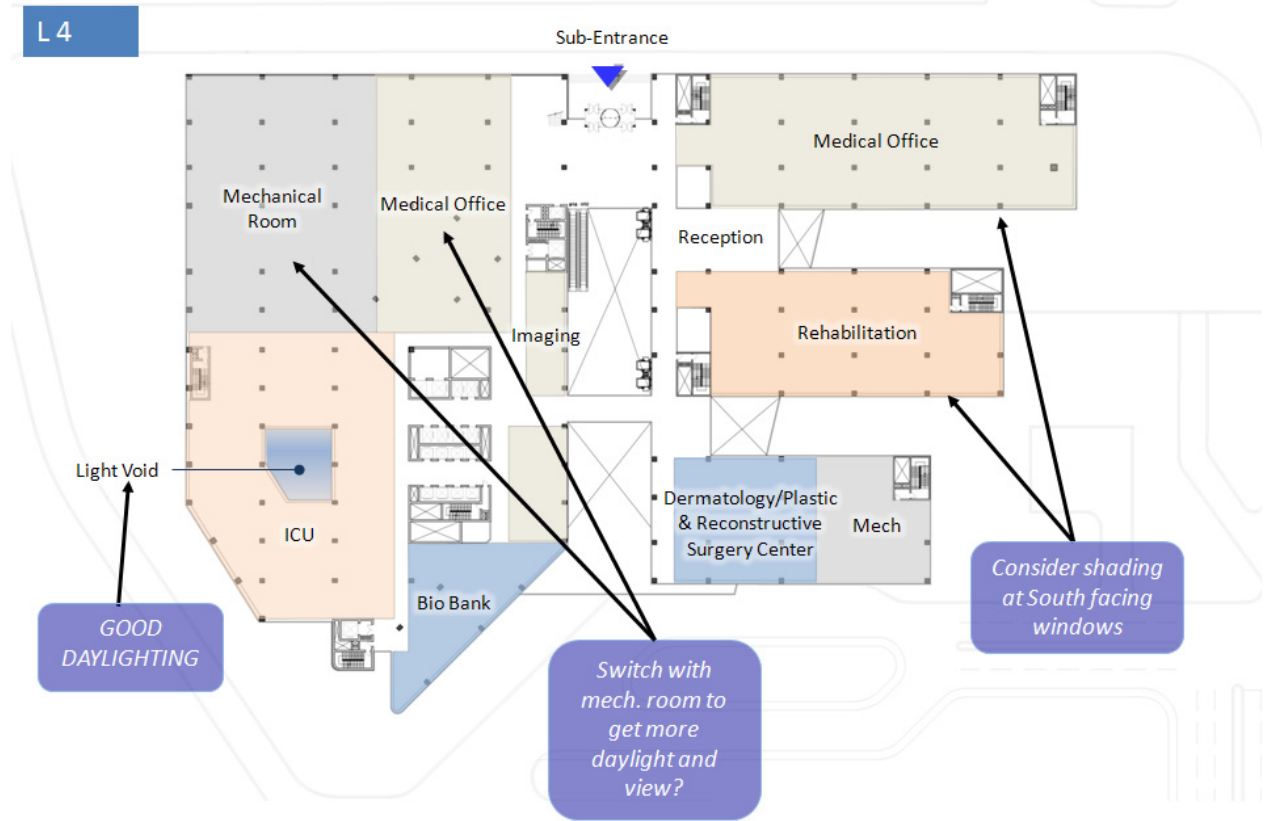 L 4
Sub-Entrance
Medical Office
Mechanical
Room
Medical Office
Reception
Imaging
Rehabilitation
Light Void
ICU
Dermatology/Plastic
& Reconstructive
Surgery Center
Mech
Bio Bank
GOOD
DAYLIGHTING
Switch with
mech. room to
get more
daylight and
view?
Consider shading
at South facing
windows